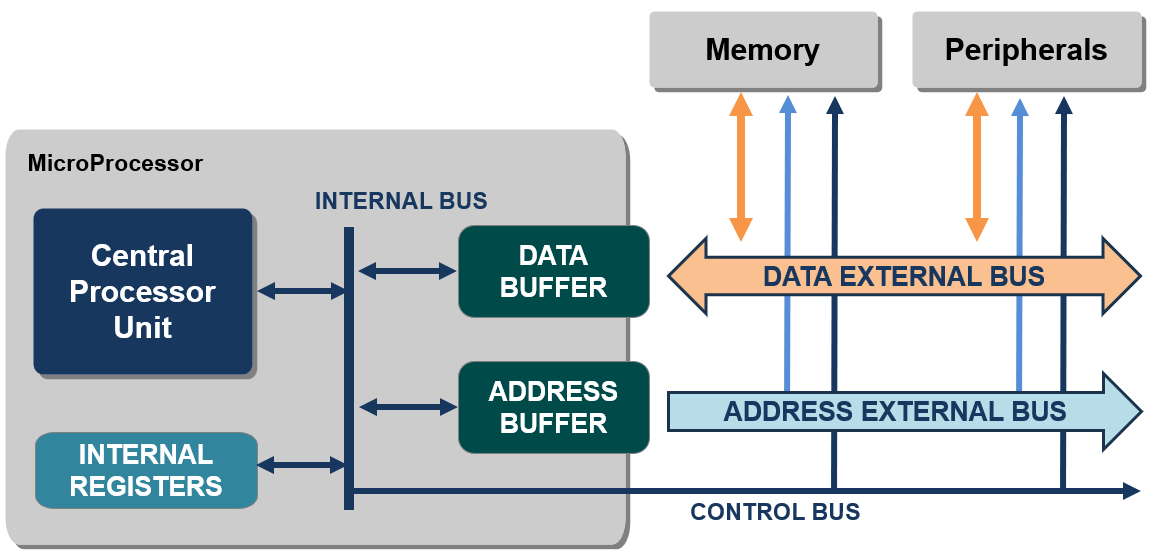 Memory
Peripherals
MicroProcessor
INTERNAL BUS
Central
Processor
Unit
DATA
BUFFER
DATA EXTERNAL BUS
ADDRESS
BUFFER
ADDRESS EXTERNAL BUS
INTERNAL
REGISTERS
CONTROL BUS